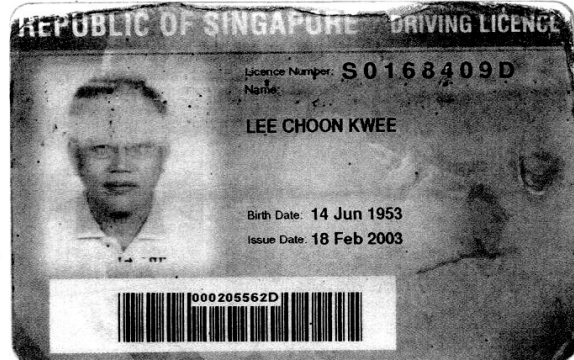 REPUBLIC OF SINGAPORE DRIVING LICENCE
Licence Number: S0168409D
Name:
LEE CHOON KWEE
Birth Date: 14 Jun 1953
Issue Date: 18 Feb 2003
000205562D